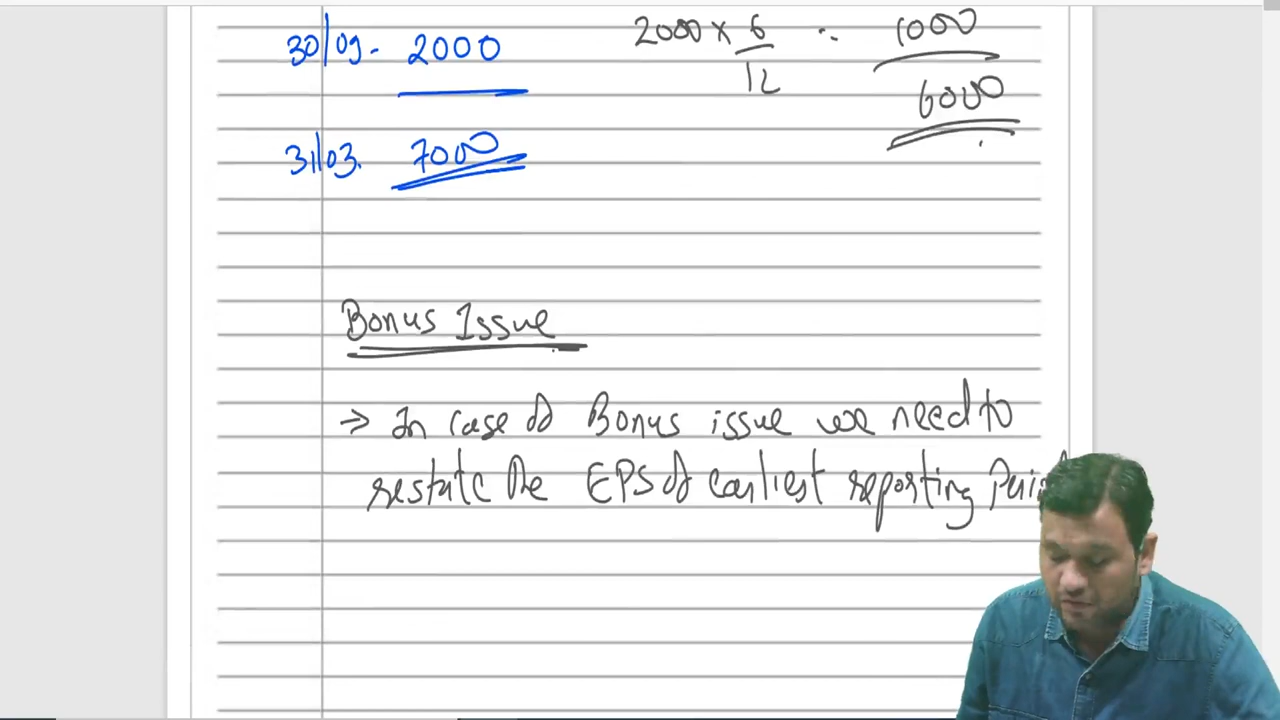 30/09. 2000 2000 × 6/12 ∴ 1000
6000
31/03. 7000
Bonus Issue
⇒ In case of Bonus issue we need to
restate the EPS of earliest reporting